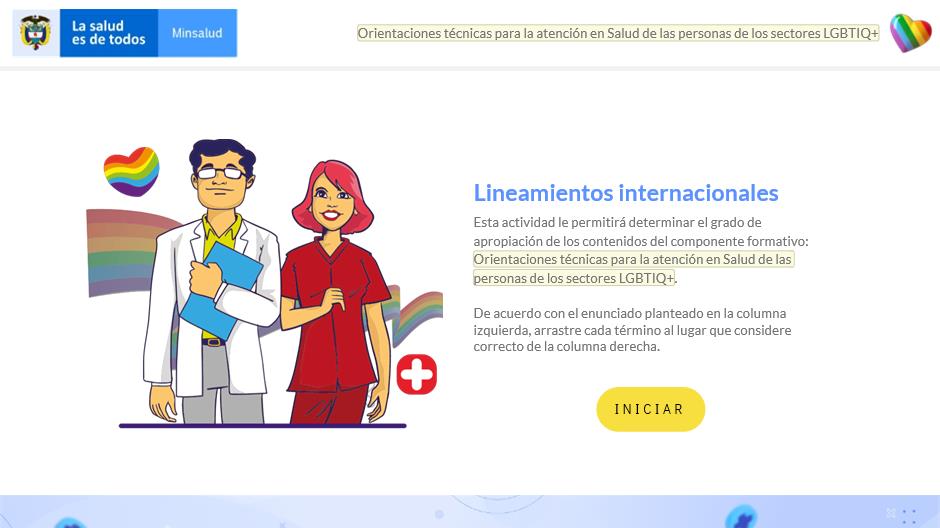 La salud
es de todos
Minsalud
Orientaciones técnicas para la atención en Salud de las personas de los sectores LGBTIQ+
Lineamientos internacionales
Esta actividad le permitirá determinar el grado de
apropiación de los contenidos del componente formativo:
Orientaciones técnicas para la atención en Salud de las
personas de los sectores LGBTIQ+.
De acuerdo con el enunciado planteado en la columna
izquierda, arrastre cada término al lugar que considere
correcto de la columna derecha.
INICIAR